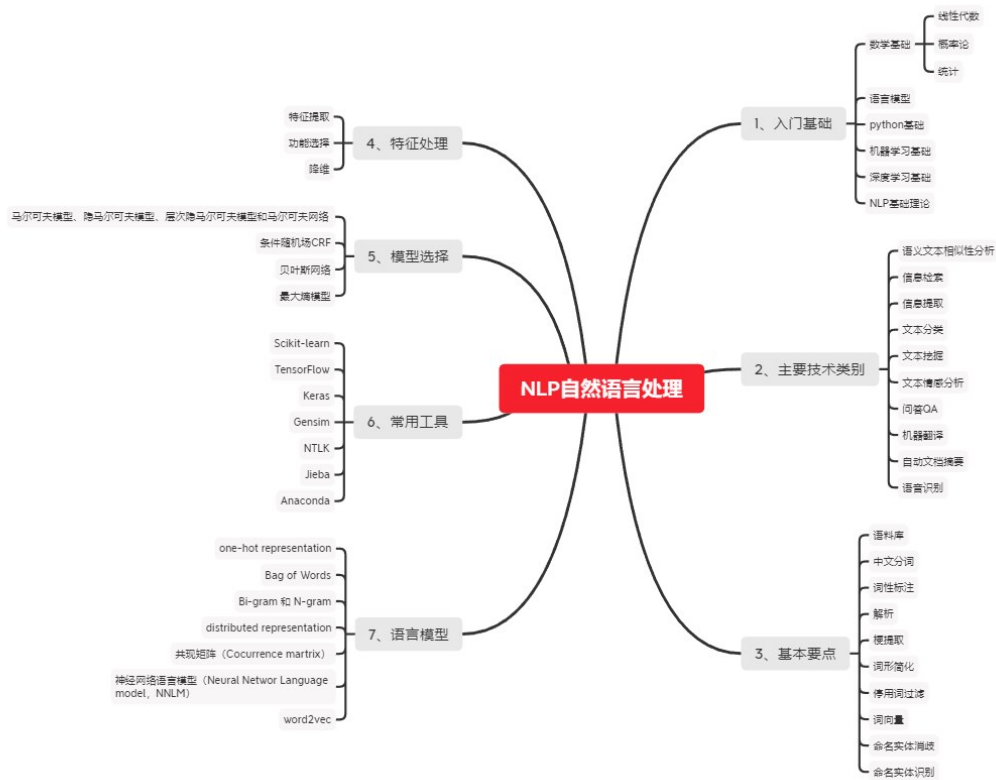 NLP自然语言处理
1、入门基础
数学基础
线性代数
概率论
统计
语言模型
python基础
机器学习基础
深度学习基础
NLP基础理论
2、主要技术类别
语义文本相似性分析
信息检索
信息提取
文本分类
文本挖掘
文本情感分析
问答QA
机器翻译
自动文档摘要
语音识别
3、基本要点
语料库
中文分词
词性标注
解析
梗提取
词形简化
停用词过滤
词向量
命名实体消歧
命名实体识别
4、特征处理
特征提取
功能选择
降维
5、模型选择
马尔可夫模型、隐马尔可夫模型、层次隐马尔可夫模型和马尔可夫网络
条件随机场CRF
贝叶斯网络
最大熵模型
6、常用工具
Scikit-learn
TensorFlow
Keras
Gensim
NTLK
Jieba
Anaconda
7、语言模型
one-hot representation
Bag of Words
Bi-gram 和 N-gram
distributed representation
共现矩阵（Cocurrence martrix）
神经网络语言模型（Neural Networ Language
model，NNLM）
word2vec